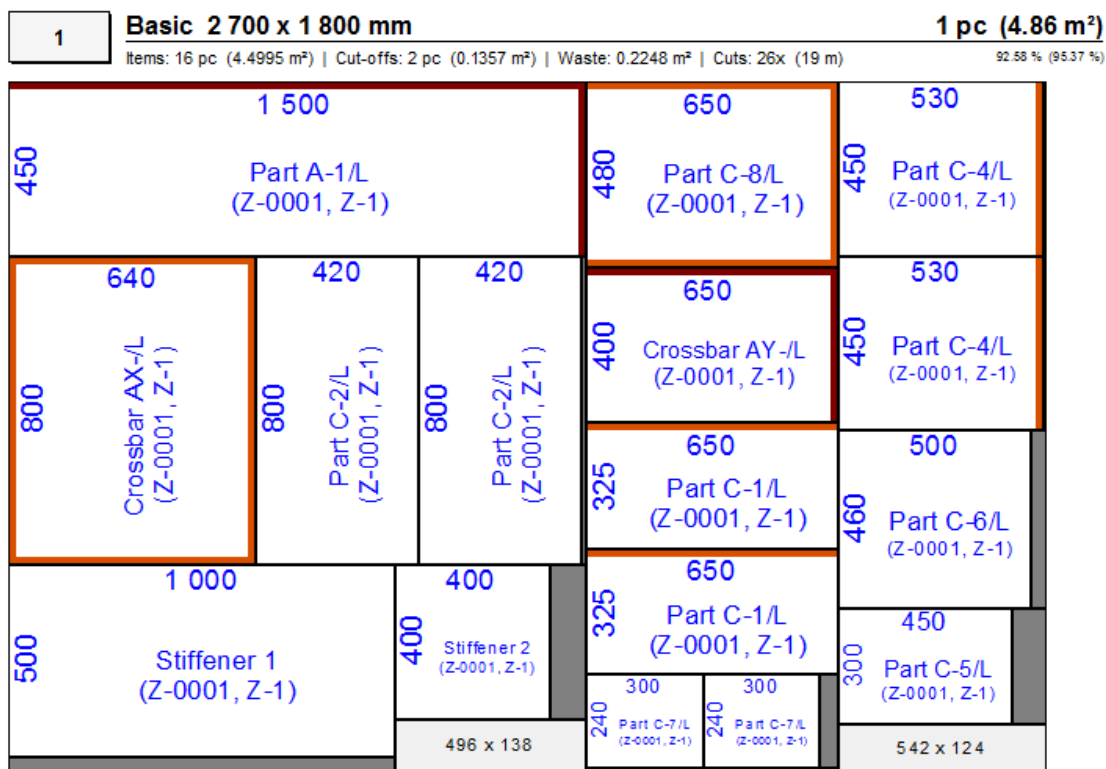 1
Basic 2 700 x 1 800 mm
1 pc (4.86 m²)
Items: 16 pc (4.4995 m²) | Cut-offs: 2 pc (0.1357 m²) | Waste: 0.2248 m² | Cuts: 26x (19 m)
92.58 % (95.37 %)
1 500
450
Part A-1/L
(Z-0001, Z-1)
650
480
Part C-8/L
(Z-0001, Z-1)
530
450
Part C-4/L
(Z-0001, Z-1)
640
800
Crossbar AX-/L
(Z-0001, Z-1)
420
800
Part C-2/L
(Z-0001, Z-1)
420
800
Part C-2/L
(Z-0001, Z-1)
650
400
Crossbar AY-/L
(Z-0001, Z-1)
530
450
Part C-4/L
(Z-0001, Z-1)
650
325
Part C-1/L
(Z-0001, Z-1)
500
460
Part C-6/L
(Z-0001, Z-1)
1 000
500
Stiffener 1
(Z-0001, Z-1)
400
400
Stiffener 2
(Z-0001, Z-1)
650
325
Part C-1/L
(Z-0001, Z-1)
450
300
Part C-5/L
(Z-0001, Z-1)
300
240
Part C-7/L
(Z-0001, Z-1)
300
240
Part C-7/L
(Z-0001, Z-1)
496 x 138
542 x 124